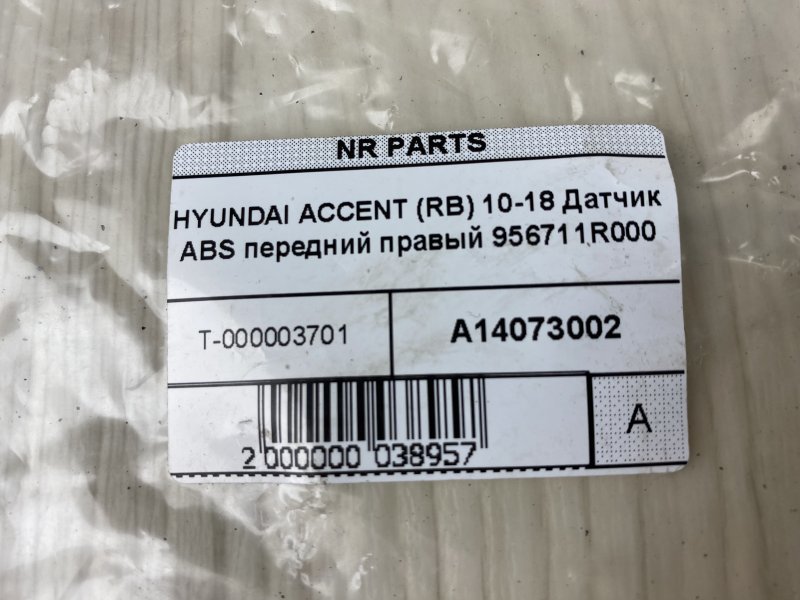 NR PARTS
HYUNDAI ACCENT (RB) 10-18 Датчик
ABS передний правый 956711R000
T-000003701
A14073002
A
2 000000 038957